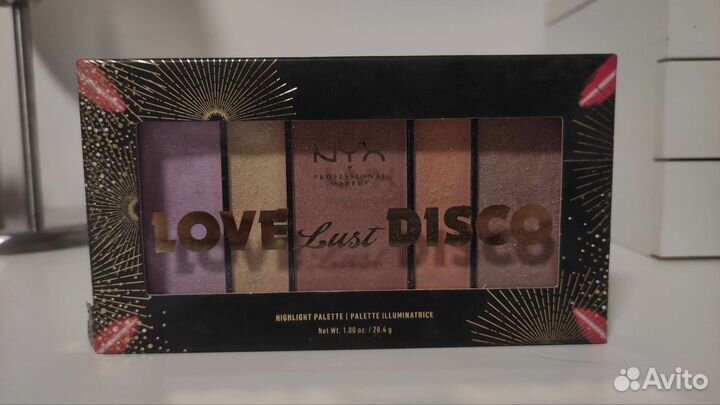 NYX
PROFESSIONAL
MAKEUP
LOVE Lust DISCO
HIGHLIGHT PALETTE | PALETTE ILLUMINATRICE
Net Wt. 1.00 oz. / 28.4 g
Avito